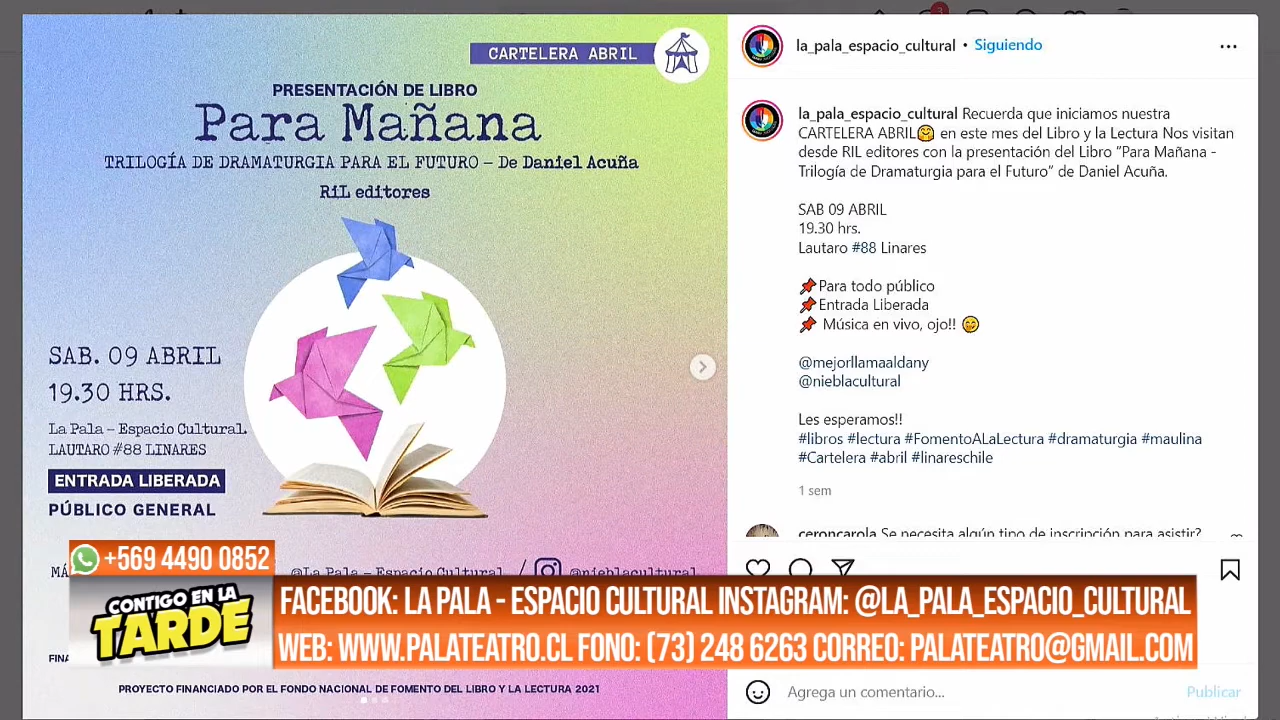 CARTELERA ABRIL
PRESENTACIÓN DE LIBRO
Para Mañana
TRILOGÍA DE DRAMATURGIA PARA EL FUTURO – De Daniel Acuña
RiL editores
SAB. 09 ABRIL
19.30 HRS.
La Pala – Espacio Cultural.
LAUTARO #88 LINARES
ENTRADA LIBERADA
PÚBLICO GENERAL
@La Pala – Espacio Cultural / @nieblacultural
PROYECTO FINANCIADO POR EL FONDO NACIONAL DE FOMENTO DEL LIBRO Y LA LECTURA 2021
3
la_pala_espacio_cultural • Siguiendo
la_pala_espacio_cultural Recuerda que iniciamos nuestra
CARTELERA ABRIL🤗 en este mes del Libro y la Lectura Nos visitan
desde RIL editores con la presentación del Libro "Para Mañana -
Trilogía de Dramaturgia para el Futuro" de Daniel Acuña.
SAB 09 ABRIL
19.30 hrs.
Lautaro #88 Linares
📌Para todo público
📌Entrada Liberada
📌 Música en vivo, ojo!! 🤭
@mejorllamaaldany
@nieblacultural
Les esperamos!!
#libros #lectura #FomentoALaLectura #dramaturgia #maulina
#Cartelera #abril #linareschile
1 sem
ceroncarola Se necesita algún tipo de inscripción para asistir?
Agrega un comentario...
Publicar
+569 4490 0852
CONTIGO EN LA
TARDE
FACEBOOK: LA PALA - ESPACIO CULTURAL INSTAGRAM: @LA_PALA_ESPACIO_CULTURAL
WEB: WWW.PALATEATRO.CL FONO: (73) 248 6263 CORREO: PALATEATRO@GMAIL.COM